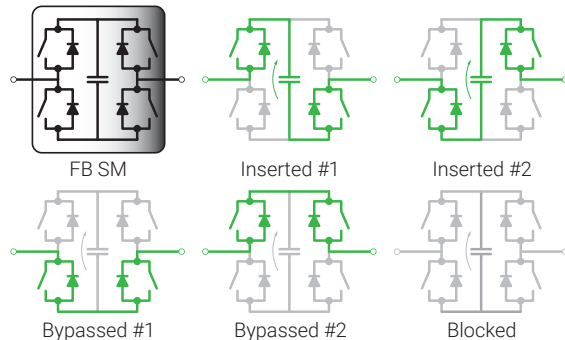 FB SM
Inserted #1
Inserted #2
Bypassed #1
Bypassed #2
Blocked